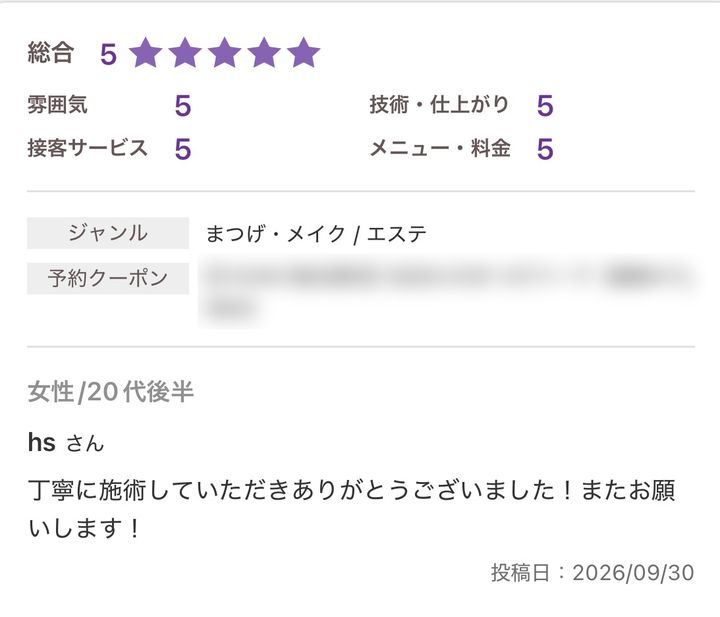 総合 5 ★★★★★
雰囲気 5 技術・仕上がり 5
接客サービス 5 メニュー・料金 5
ジャンル まつげ・メイク / エステ
予約クーポン
女性/20代後半
hs さん
丁寧に施術していただきありがとうございました！またお願
いします！
投稿日：2026/09/30